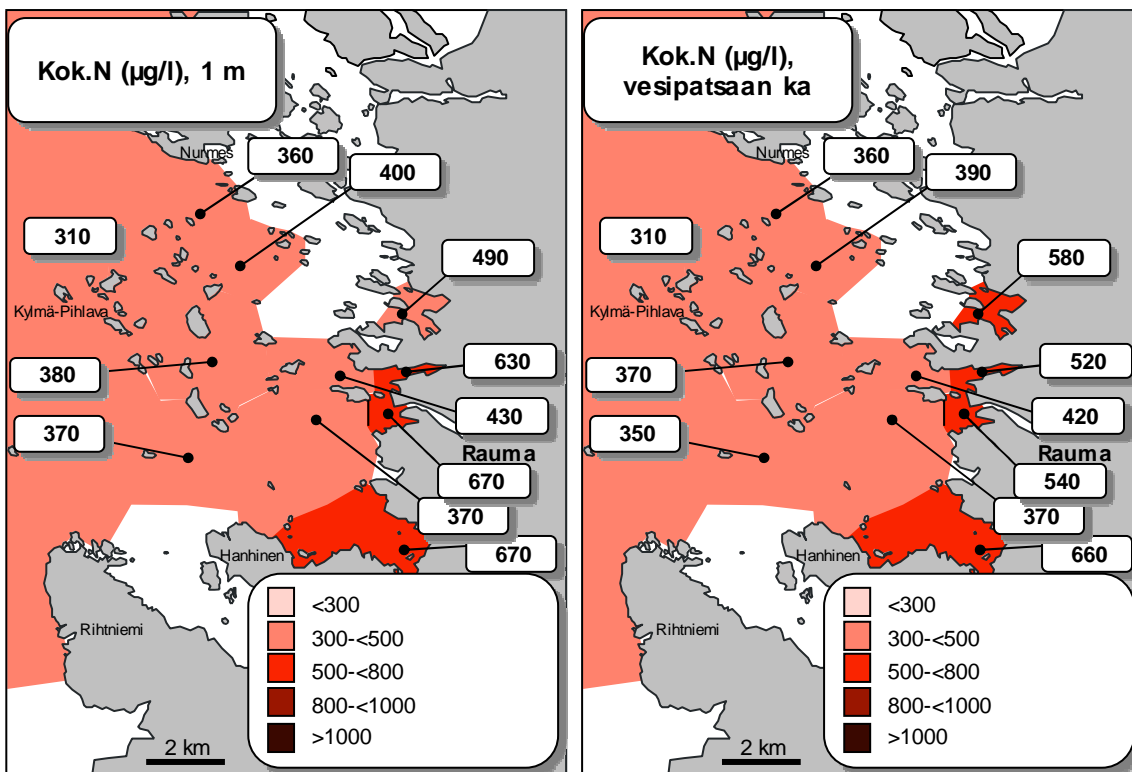 Kok.N (µg/l), 1 m
Nurmes
360
400
310
490
Kylmä-Pihlava
380
630
430
370
Rauma
670
370
Hanhinen
670
Rihtniemi
<300
300-<500
500-<800
800-<1000
>1000
2 km
Kok.N (µg/l),
vesipatsaan ka
Nurmes
360
390
310
580
Kylmä-Pihlava
370
520
420
350
Rauma
540
370
Hanhinen
660
Rihtniemi
<300
300-<500
500-<800
800-<1000
>1000
2 km